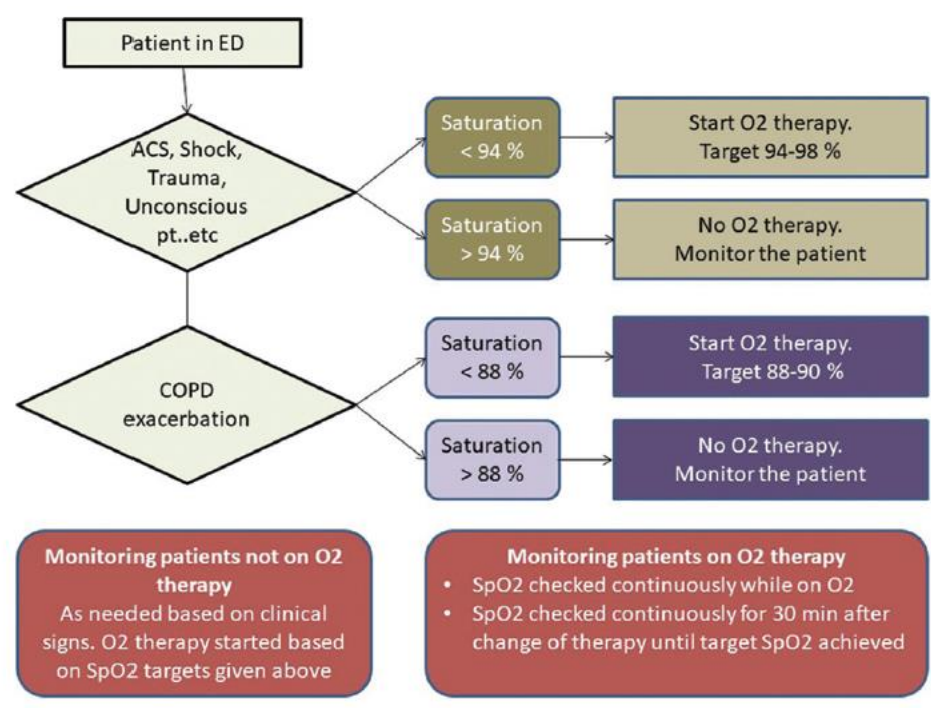 Patient in ED
ACS, Shock,
Trauma,
Unconscious
pt..etc
Saturation
< 94 %
Start O2 therapy.
Target 94-98 %
Saturation
> 94 %
No O2 therapy.
Monitor the patient
COPD
exacerbation
Saturation
< 88 %
Start O2 therapy.
Target 88-90 %
Saturation
> 88 %
No O2 therapy.
Monitor the patient
Monitoring patients not on O2
therapy
As needed based on clinical
signs. O2 therapy started based
on SpO2 targets given above
Monitoring patients on O2 therapy
• SpO2 checked continuously while on O2
• SpO2 checked continuously for 30 min after
change of therapy until target SpO2 achieved